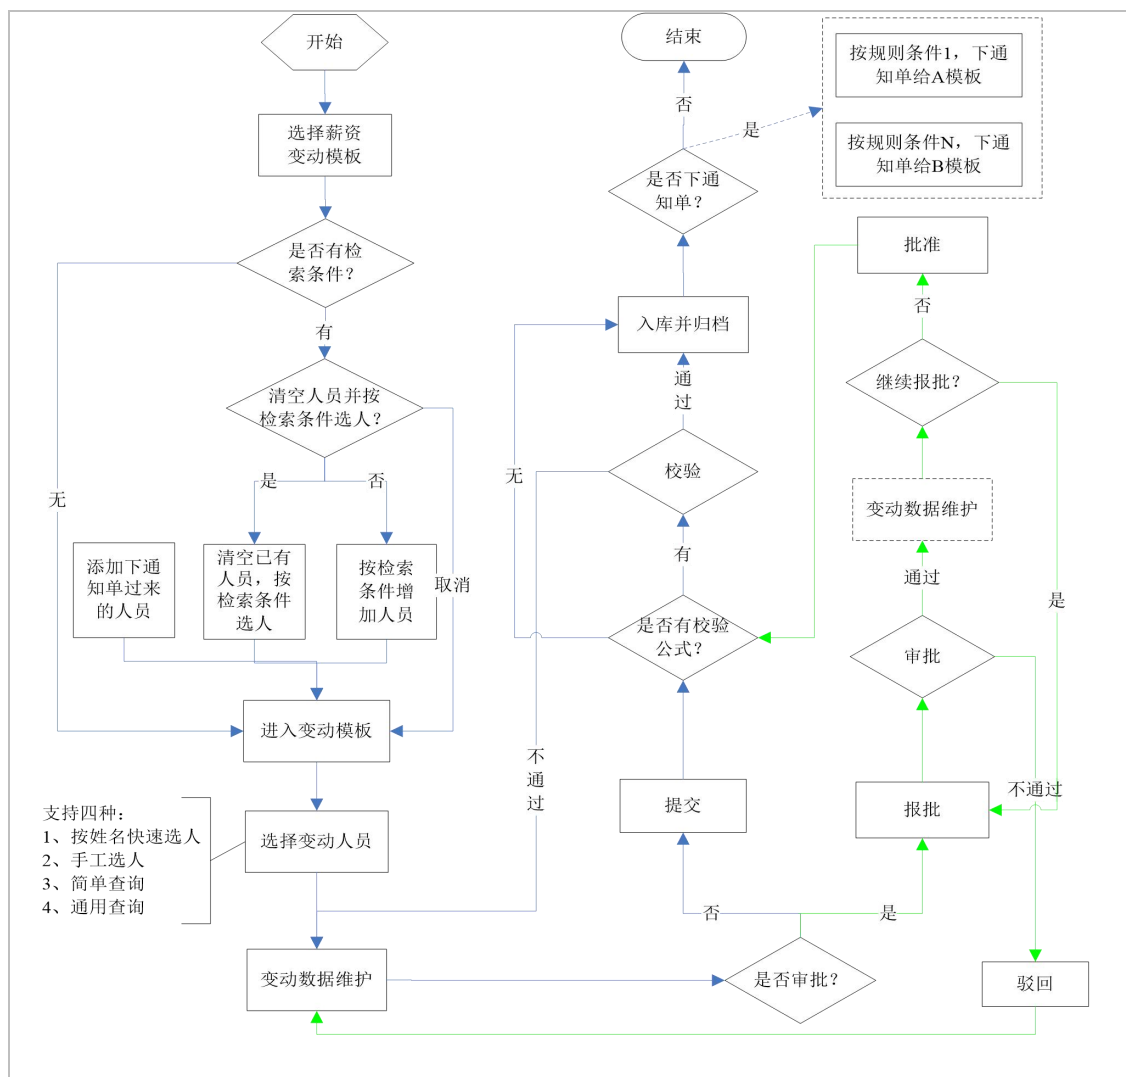 开始
选择薪资
变动模板
是否有检
索条件？
有
无
清空人员并按
检索条件选人？
是
否
取消
添加下通
知单过来
的人员
清空已有
人员，按
检索条件
选人
按检索
条件增
加人员
进入变动模板
支持四种：
1、按姓名快速选人
2、手工选人
3、简单查询
4、通用查询
选择变动人员
变动数据维护
是否审批？
否
是
提交
是否有校验
公式？
无
有
校验
不
通
过
通
过
入库并归档
是否下通
知单？
否
是
结束
按规则条件1，下通
知单给A模板
按规则条件N，下通
知单给B模板
批准
否
继续报批？
是
变动数据维护
通过
审批
不通过
报批
驳回